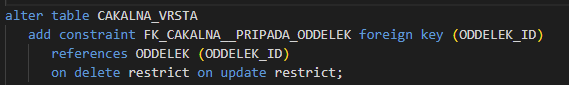 alter table CAKALNA_VRSTA
add constraint FK_CAKALNA__PRIPADA_ODDELEK foreign key (ODDELEK_ID)
references ODDELEK (ODDELEK_ID)
on delete restrict on update restrict;